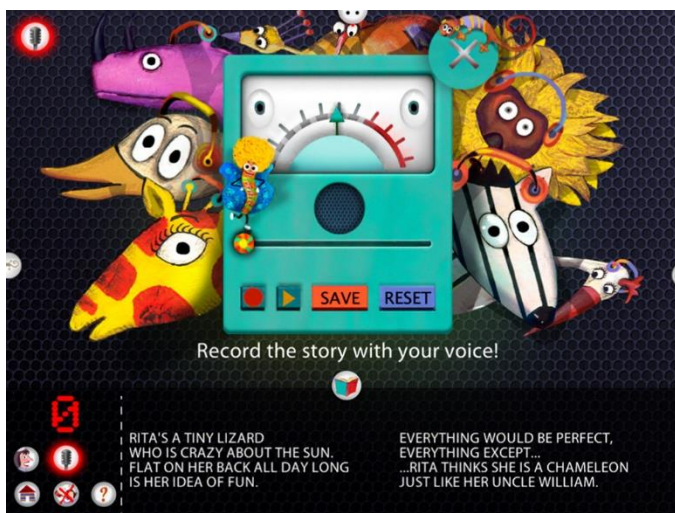 SAVE
RESET
Record the story with your voice!
0
RITA'S A TINY LIZARD
WHO IS CRAZY ABOUT THE SUN.
FLAT ON HER BACK ALL DAY LONG
IS HER IDEA OF FUN.
EVERYTHING WOULD BE PERFECT,
EVERYTHING EXCEPT...
...RITA THINKS SHE IS A CHAMELEON
JUST LIKE HER UNCLE WILLIAM.
?